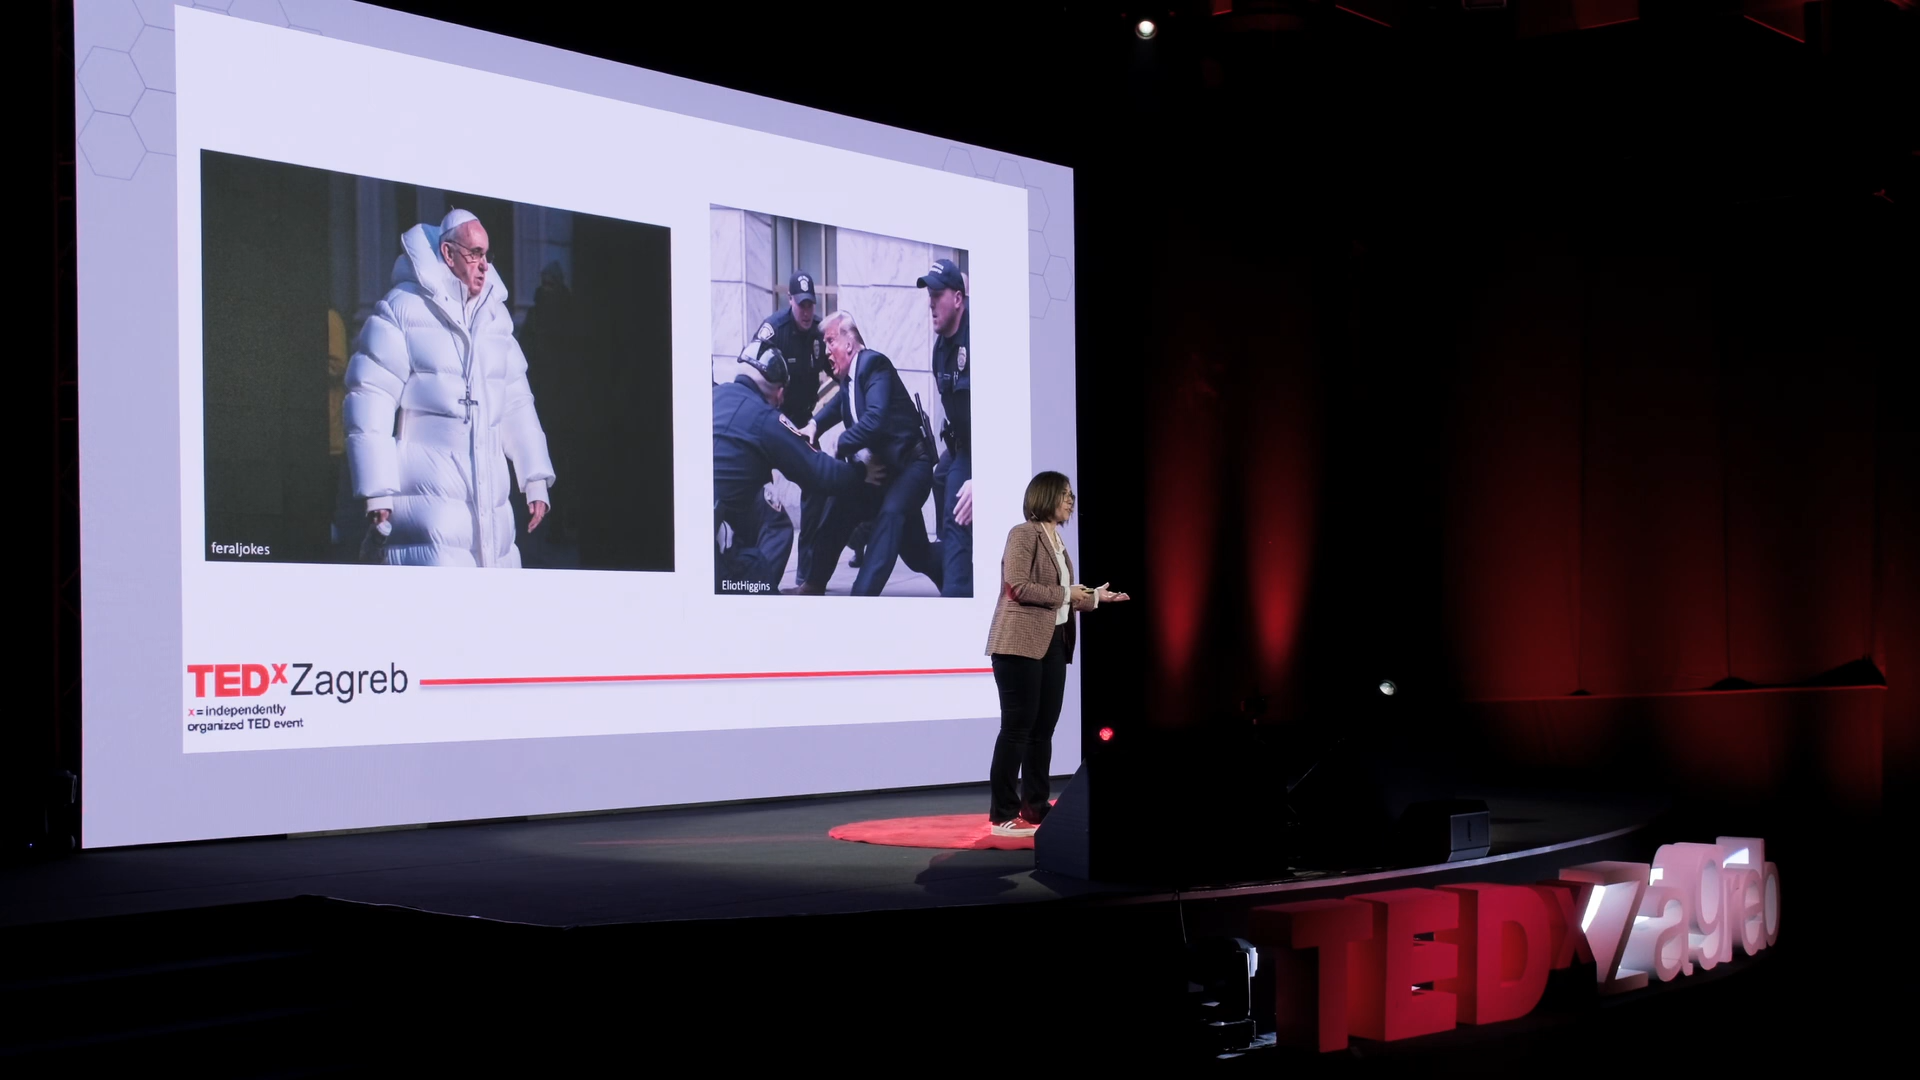 feraljokes
EliotHiggins
TEDxZagreb
x=independently
organized TED event
TEDxZagreb